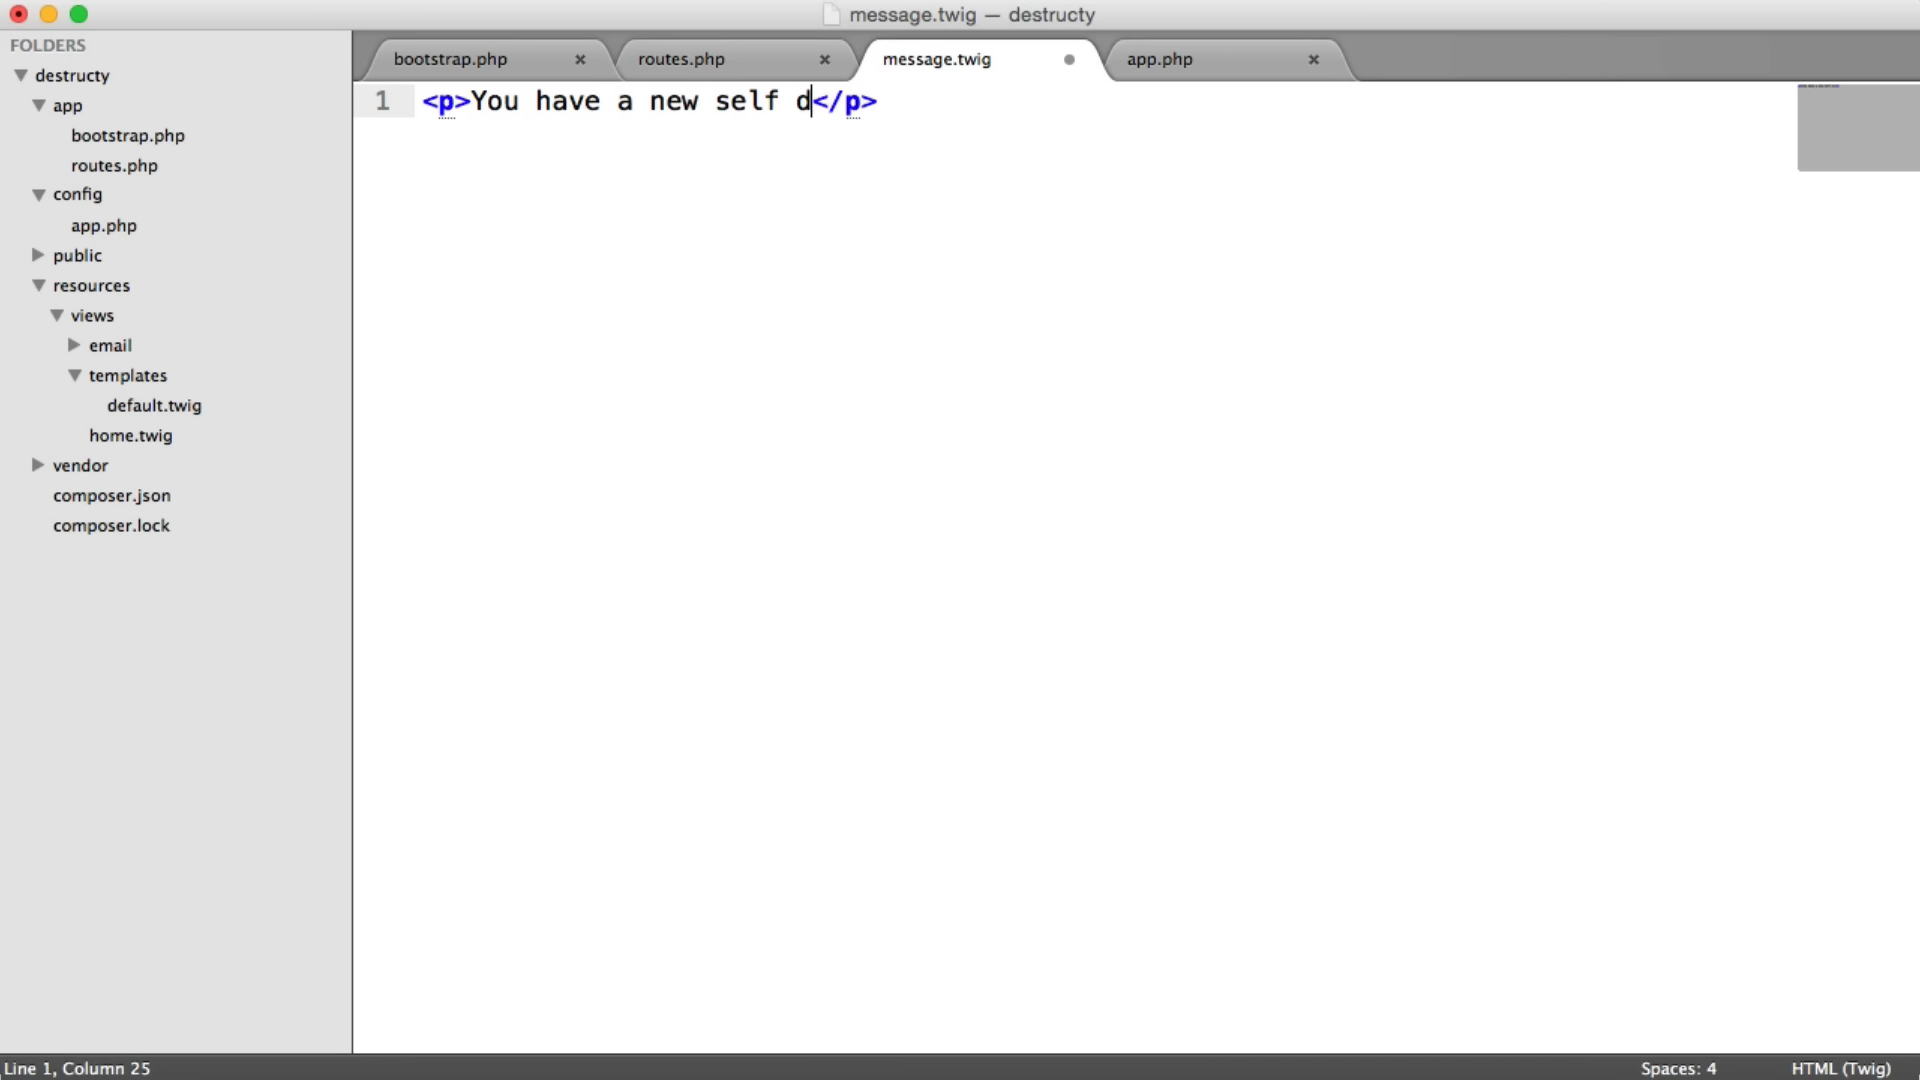 message.twig — destructy
FOLDERS
destructy
app
bootstrap.php
routes.php
config
app.php
public
resources
views
email
templates
default.twig
home.twig
vendor
composer.json
composer.lock
bootstrap.php × routes.php × message.twig app.php ×
1 <p>You have a new self d</p>
Line 1, Column 25 Spaces: 4 HTML (Twig)